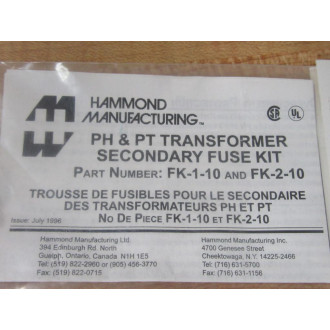 HAMMOND
MANUFACTURING™
PH & PT TRANSFORMER
SECONDARY FUSE KIT
PART NUMBER: FK-1-10 AND FK-2-10
TROUSSE DE FUSIBLES POUR LE SECONDAIRE
DES TRANSFORMATEURS PH ET PT
NO DE PIECE FK-1-10 ET FK-2-10
Issue: July 1998
Hammond Manufacturing Ltd.
394 Edinburgh Rd. North
Guelph, Ontario, Canada N1H 1E5
Tel: (519) 822-2960 or (905) 456-3770
Fax: (519) 822-0715
Hammond Manufacturing Inc.
4700 Genesee Street
Cheektowaga, N.Y. 14225-2466
Tel: (716) 631-5700
Fax: (716) 631-1156